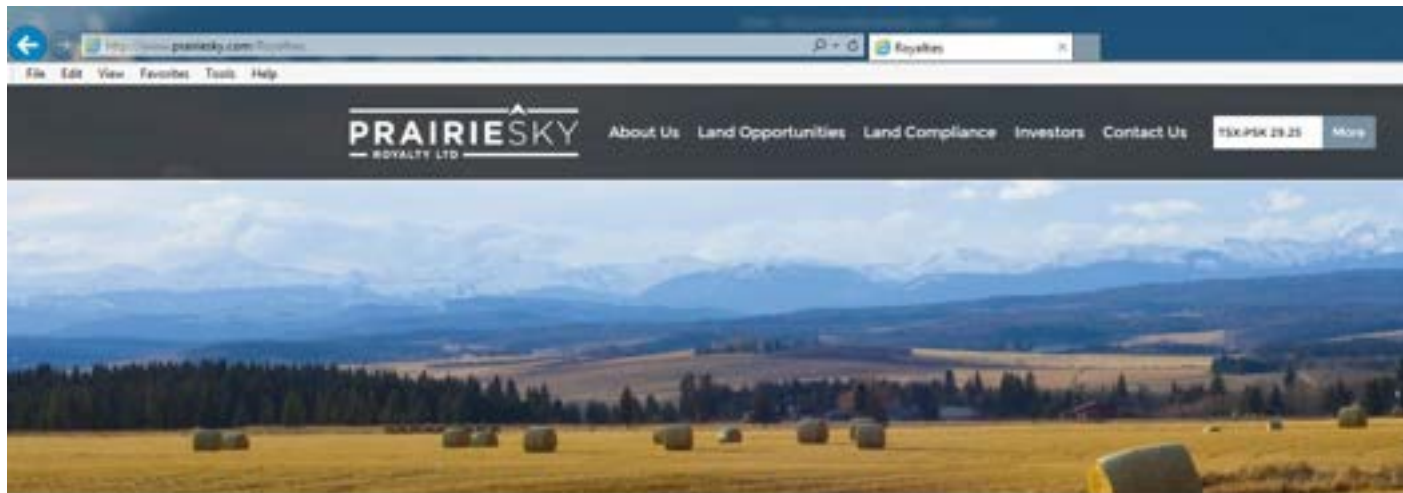 http://www.prairiesky.com/Royalties
Royalties
File Edit View Favorites Tools Help
PRAIRIESKY
ROYALTY LTD
About Us Land Opportunities Land Compliance Investors Contact Us TSX:PSK 29.25 More